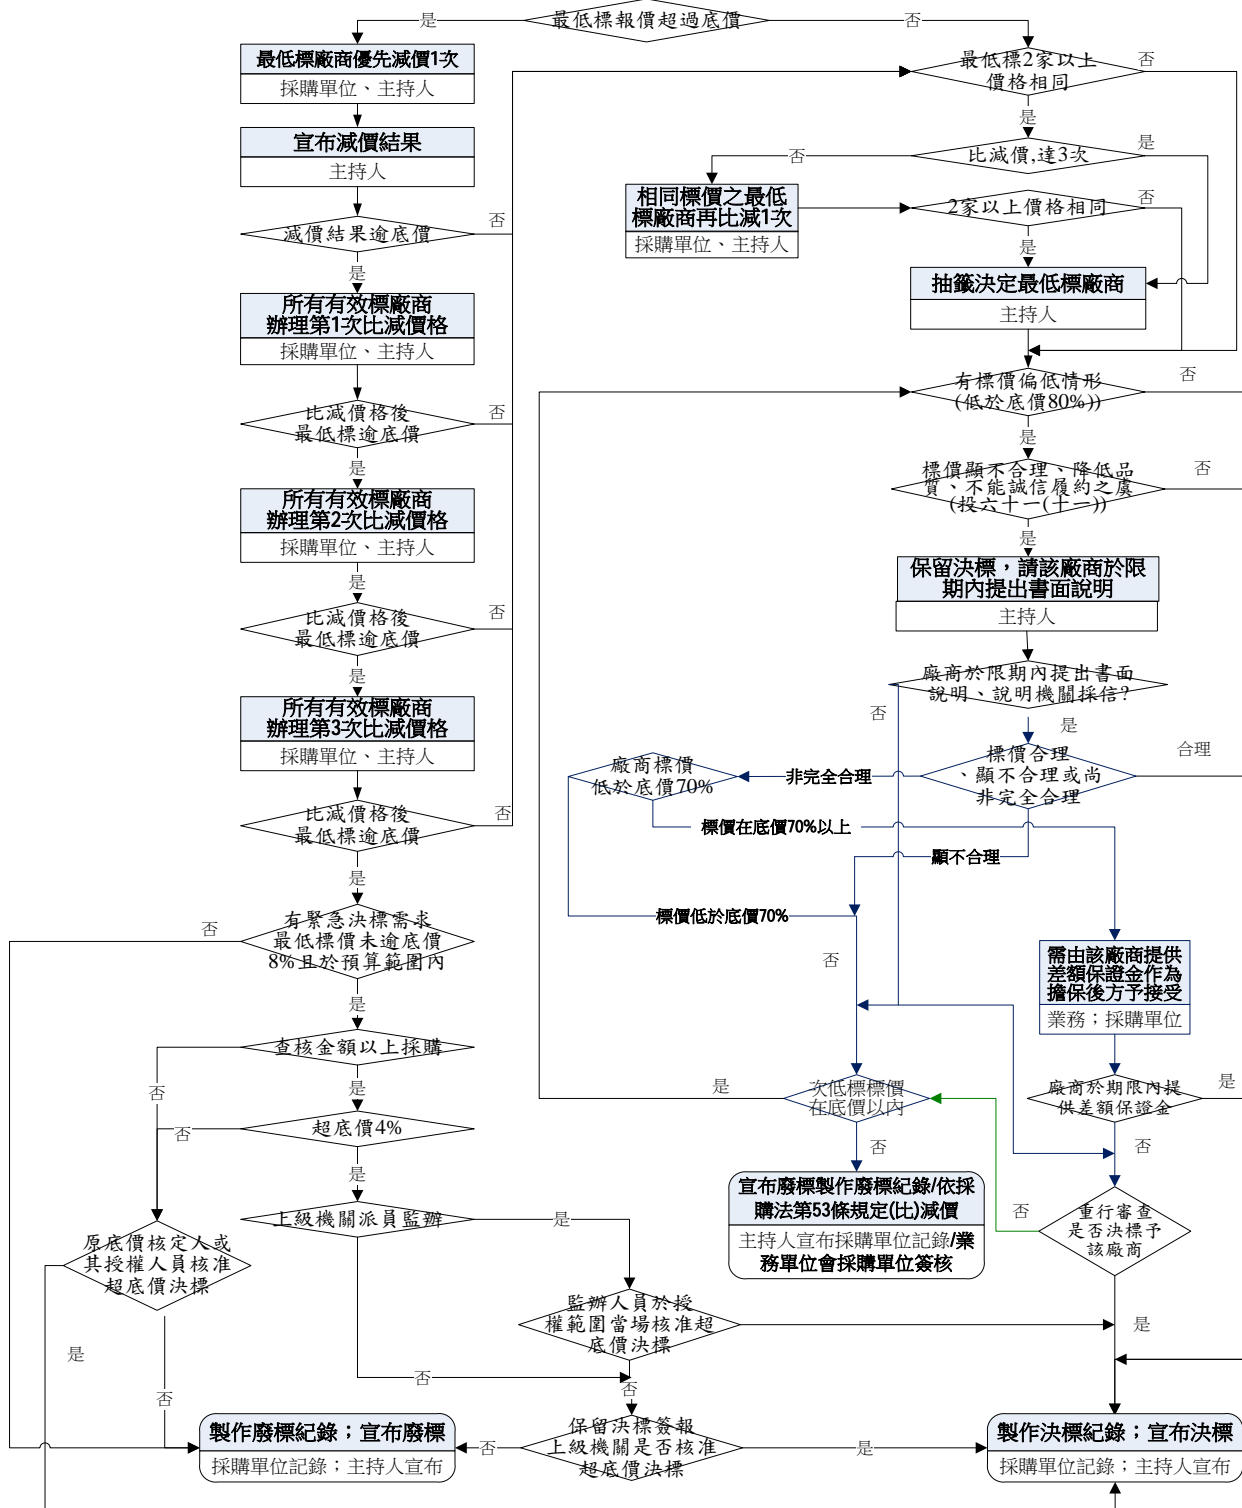 最低標報價超過底價
是
否
最低標廠商優先減價1次
採購單位、主持人
宣布減價結果
主持人
減價結果逾底價
否
是
所有有效標廠商
辦理第1次比減價格
採購單位、主持人
比減價格後
最低標逾底價
否
是
所有有效標廠商
辦理第2次比減價格
採購單位、主持人
是
比減價格後
最低標逾底價
否
是
所有有效標廠商
辦理第3次比減價格
採購單位、主持人
比減價格後
最低標逾底價
否
是
有緊急決標需求
最低標價未逾底價
8%且於預算範圍內
否
是
查核金額以上採購
否
是
超底價4%
否
是
上級機關派員監辦
是
否
原底價核定人或
其授權人員核准
超底價決標
是
否
監辦人員於授
權範圍當場核准超
底價決標
是
否
保留決標簽報
上級機關是否核准
超底價決標
否
是
製作廢標紀錄；宣布廢標
採購單位記錄；主持人宣布
最低標2家以上
價格相同
否
是
比減價,達3次
否
是
相同標價之最低
標廠商再比減1次
採購單位、主持人
2家以上價格相同
否
是
抽籤決定最低標廠商
主持人
有標價偏低情形
(低於底價80%))
否
是
標價顯不合理、降低品
質、不能誠信履約之虞
(投六十一(十一))
否
是
保留決標，請該廠商於限
期內提出書面說明
主持人
廠商於限期內提出書面
說明、說明機關採信?
否
是
標價合理
、顯不合理或尚
非完全合理
合理
非完全合理
顯不合理
廠商標價
低於底價70%
標價在底價70%以上
標價低於底價70%
否
需由該廠商提供
差額保證金作為
擔保後方予接受
業務；採購單位
廠商於期限內提
供差額保證金
是
否
次低標標價
在底價以內
是
否
宣布廢標製作廢標紀錄/依採
購法第53條規定(比)減價
主持人宣布採購單位記錄/業
務單位會採購單位簽核
重行審查
是否決標予
該廠商
否
製作決標紀錄；宣布決標
採購單位記錄；主持人宣布